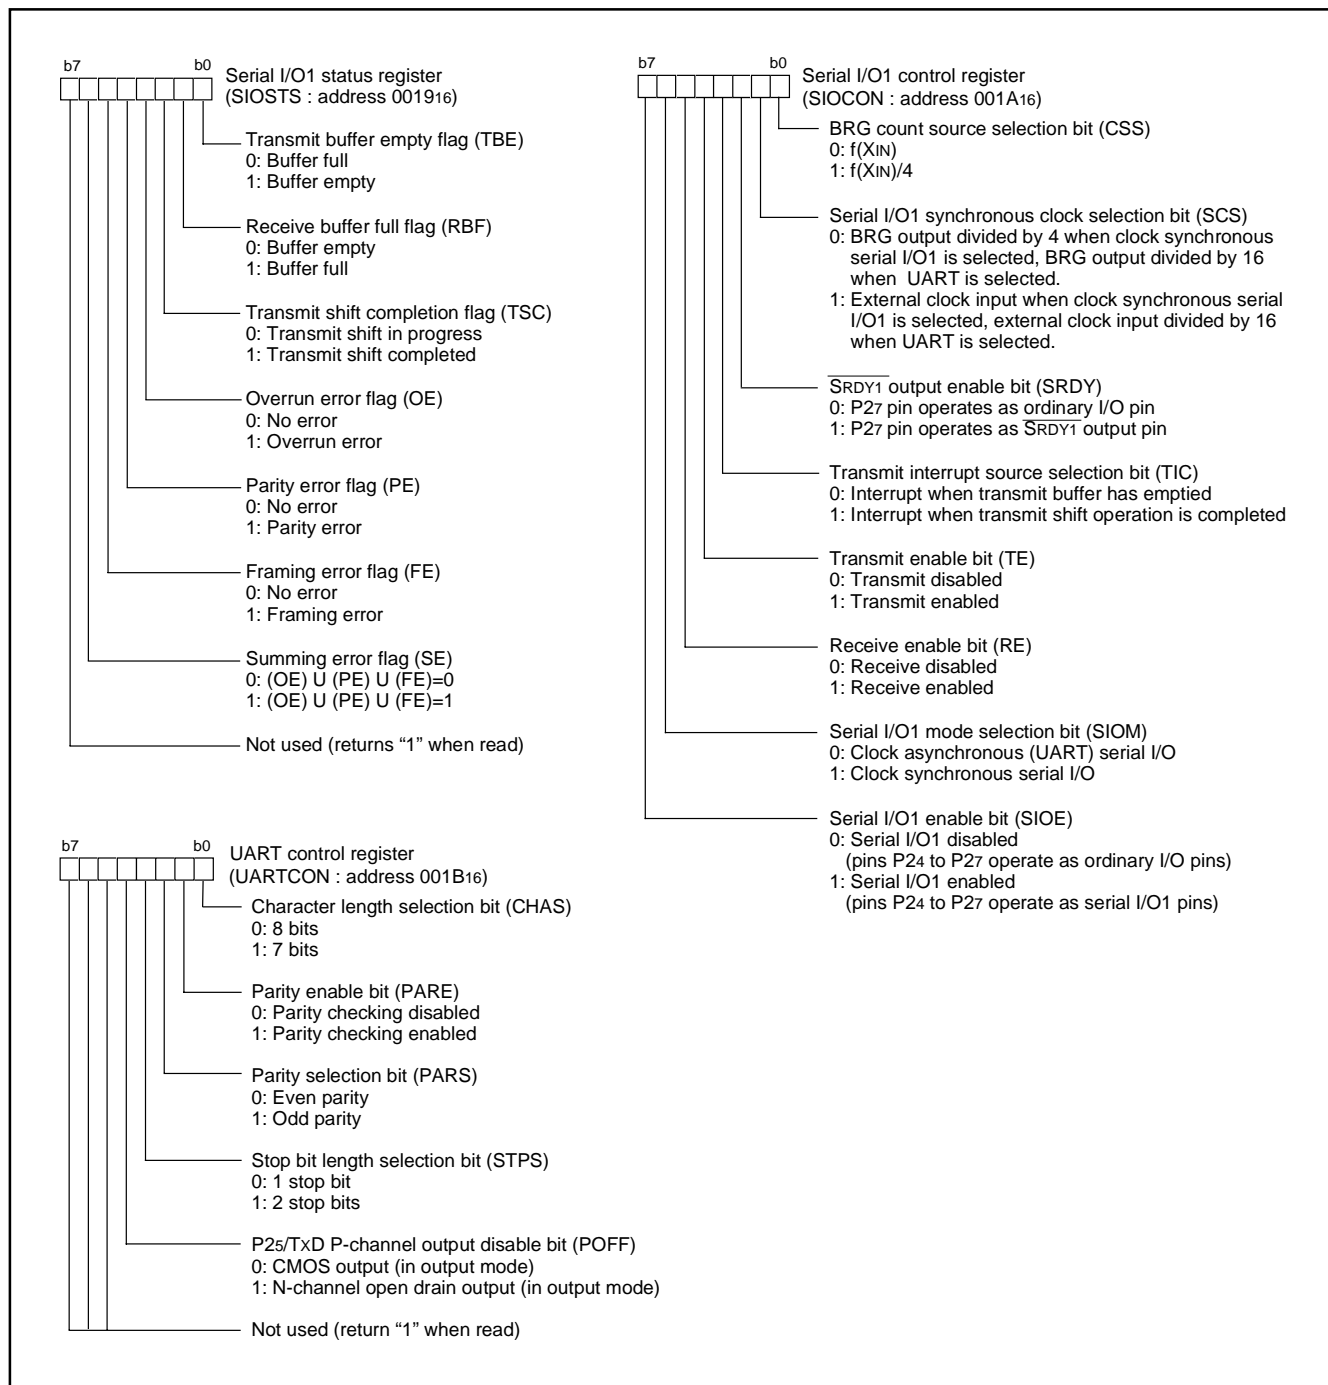 b7 b0
Serial I/O1 status register
(SIOSTS : address 001916)
Transmit buffer empty flag (TBE)
0: Buffer full
1: Buffer empty
Receive buffer full flag (RBF)
0: Buffer empty
1: Buffer full
Transmit shift completion flag (TSC)
0: Transmit shift in progress
1: Transmit shift completed
Overrun error flag (OE)
0: No error
1: Overrun error
Parity error flag (PE)
0: No error
1: Parity error
Framing error flag (FE)
0: No error
1: Framing error
Summing error flag (SE)
0: (OE) U (PE) U (FE)=0
1: (OE) U (PE) U (FE)=1
Not used (returns “1” when read)
b7 b0
UART control register
(UARTCON : address 001B16)
Character length selection bit (CHAS)
0: 8 bits
1: 7 bits
Parity enable bit (PARE)
0: Parity checking disabled
1: Parity checking enabled
Parity selection bit (PARS)
0: Even parity
1: Odd parity
Stop bit length selection bit (STPS)
0: 1 stop bit
1: 2 stop bits
P25/TXD P-channel output disable bit (POFF)
0: CMOS output (in output mode)
1: N-channel open drain output (in output mode)
Not used (return “1” when read)
b7 b0
Serial I/O1 control register
(SIOCON : address 001A16)
BRG count source selection bit (CSS)
0: f(XIN)
1: f(XIN)/4
Serial I/O1 synchronous clock selection bit (SCS)
0: BRG output divided by 4 when clock synchronous
serial I/O1 is selected, BRG output divided by 16
when UART is selected.
1: External clock input when clock synchronous serial
I/O1 is selected, external clock input divided by 16
when UART is selected.
SRDY1 output enable bit (SRDY)
0: P27 pin operates as ordinary I/O pin
1: P27 pin operates as SRDY1 output pin
Transmit interrupt source selection bit (TIC)
0: Interrupt when transmit buffer has emptied
1: Interrupt when transmit shift operation is completed
Transmit enable bit (TE)
0: Transmit disabled
1: Transmit enabled
Receive enable bit (RE)
0: Receive disabled
1: Receive enabled
Serial I/O1 mode selection bit (SIOM)
0: Clock asynchronous (UART) serial I/O
1: Clock synchronous serial I/O
Serial I/O1 enable bit (SIOE)
0: Serial I/O1 disabled
(pins P24 to P27 operate as ordinary I/O pins)
1: Serial I/O1 enabled
(pins P24 to P27 operate as serial I/O1 pins)